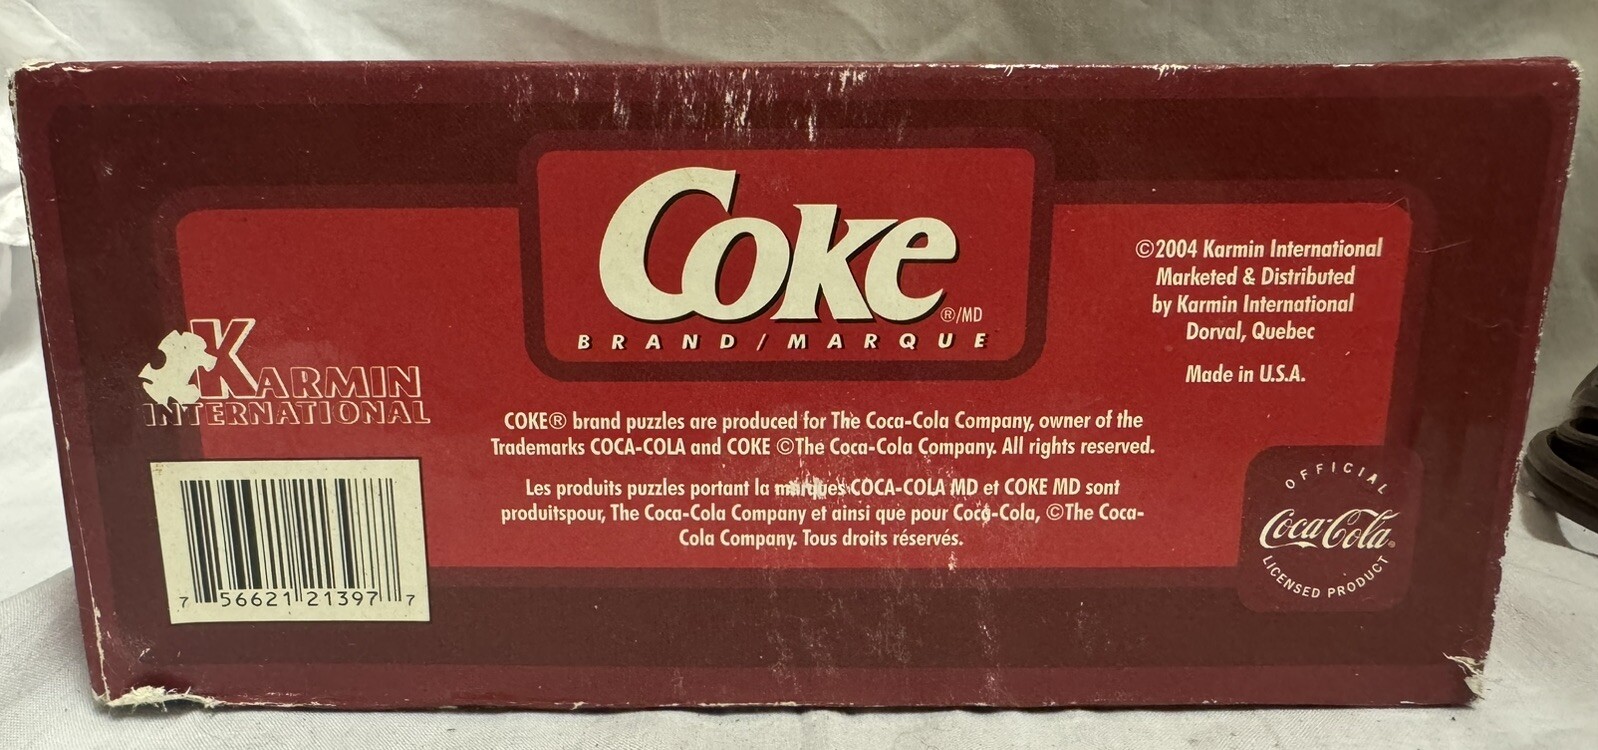 Coke
®/MD
BRAND/MARQUE
©2004 Karmin International
Marketed & Distributed
by Karmin International
Dorval, Quebec
Made in U.S.A.
KARMIN
INTERNATIONAL
COKE® brand puzzles are produced for The Coca-Cola Company, owner of the
Trademarks COCA-COLA and COKE ©The Coca-Cola Company. All rights reserved.
Les produits puzzles portant la marques COCA-COLA MD et COKE MD sont
produitspour, The Coca-Cola Company et ainsi que pour Coca-Cola, ©The Coca-
Cola Company. Tous droits réservés.
7 56621 21397 7
OFFICIAL
Coca-Cola®
LICENSED PRODUCT